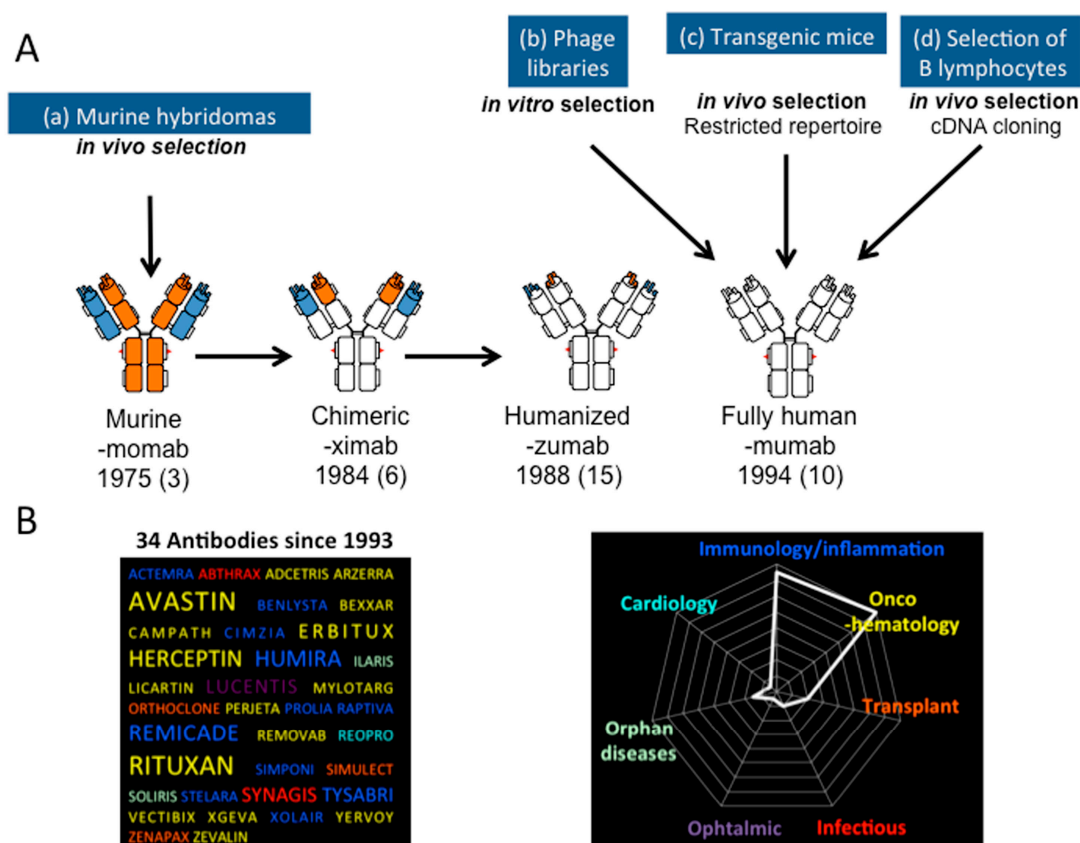 A
(a) Murine hybridomas
in vivo selection
(b) Phage
libraries
in vitro selection
(c) Transgenic mice
in vivo selection
Restricted repertoire
(d) Selection of
B lymphocytes
in vivo selection
cDNA cloning
Murine
-momab
1975 (3)
Chimeric
-ximab
1984 (6)
Humanized
-zumab
1988 (15)
Fully human
-mumab
1994 (10)
B
34 Antibodies since 1993
ACTEMRA ABTHRAX ADCETRIS ARZERRA
AVASTIN BENLYSTA BEXXAR
CAMPATH CIMZIA ERBITUX
HERCEPTIN HUMIRA ILARIS
LICARTIN LUCENTIS MYLOTARG
ORTHOCLONE PERJETA PROLIA RAPTIVA
REMICADE REMOVAB REOPRO
RITUXAN SIMPONI SIMULECT
SOLIRIS STELARA SYNAGIS TYSABRI
VECTIBIX XGEVA XOLAIR YERVOY
ZENAPAX ZEVALIN
Immunology/inflammation
Cardiology
Onco
-hematology
Transplant
Orphan
diseases
Ophtalmic
Infectious